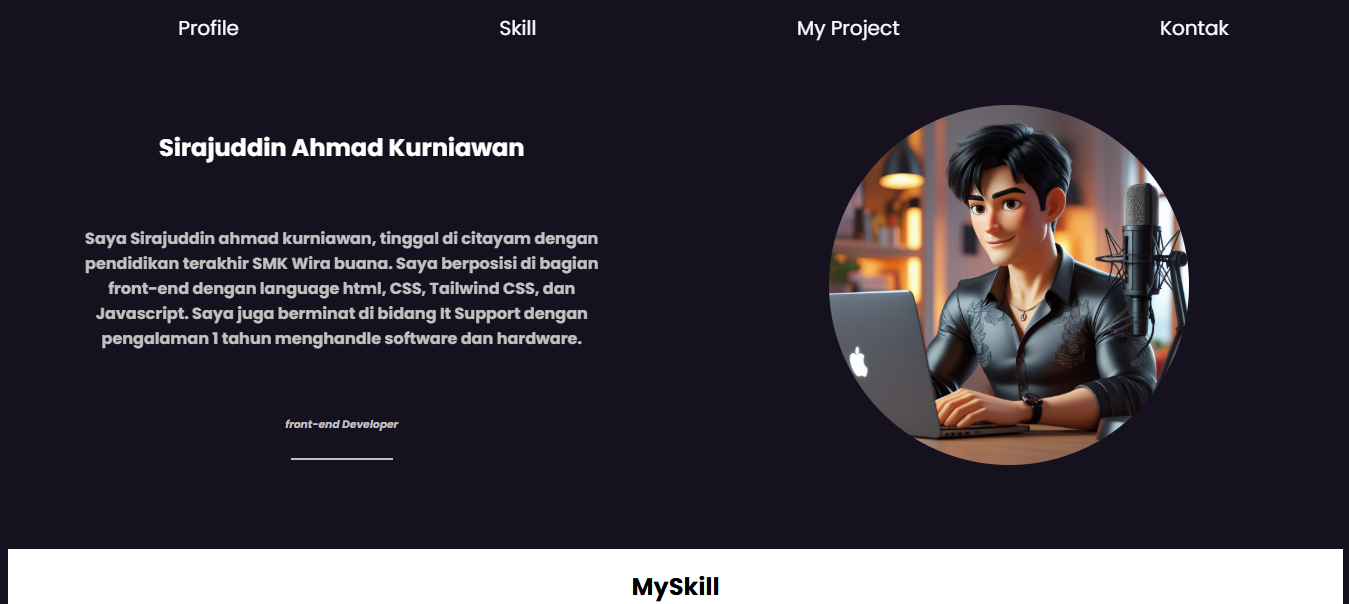 Profile
Skill
My Project
Kontak
Sirajuddin Ahmad Kurniawan
Saya Sirajuddin ahmad kurniawan, tinggal di citayam dengan
pendidikan terakhir SMK Wira buana. Saya berposisi di bagian
front-end dengan language html, CSS, Tailwind CSS, dan
Javascript. Saya juga berminat di bidang It Support dengan
pengalaman 1 tahun menghandle software dan hardware.
front-end Developer
MySkill